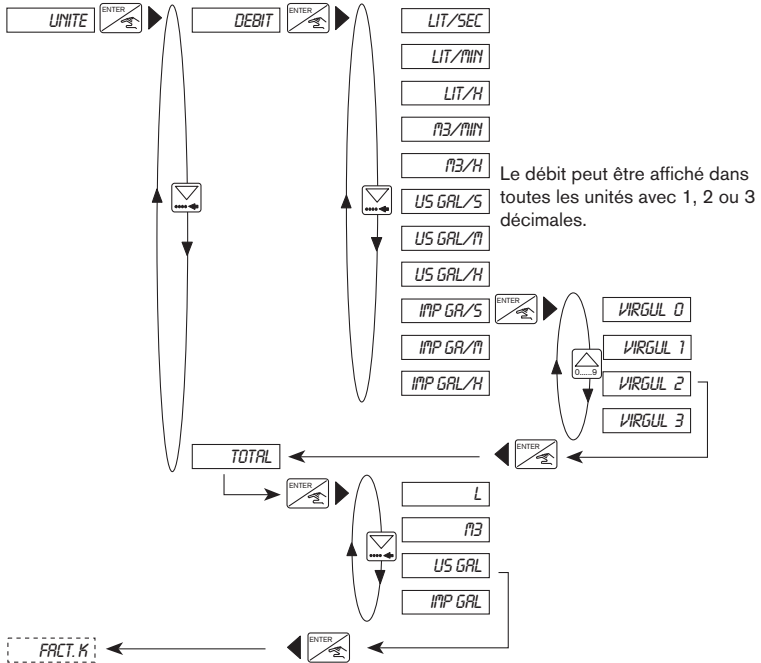 UNITE
ENTER
DEBIT
ENTER
LIT/SEC
LIT/MIN
LIT/H
M3/MIN
M3/H
US GAL/S
US GAL/M
US GAL/H
IMP GA/S
IMP GA/M
IMP GAL/H
Le débit peut être affiché dans
toutes les unités avec 1, 2 ou 3
décimales.
ENTER
0.....9
VIRGUL 0
VIRGUL 1
VIRGUL 2
VIRGUL 3
ENTER
TOTAL
ENTER
L
M3
US GAL
IMP GAL
ENTER
FACT. K